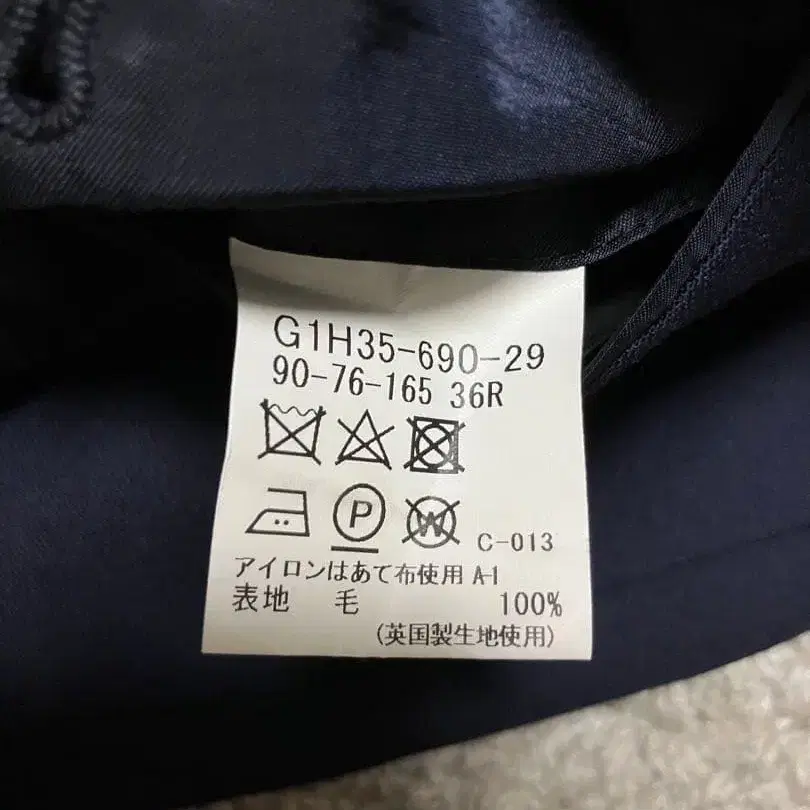 G1H35-690-29
90-76-165 36R
P
W
C-013
アイロンはあて布使用 A-1
表地 毛 100%
(英国製生地使用)